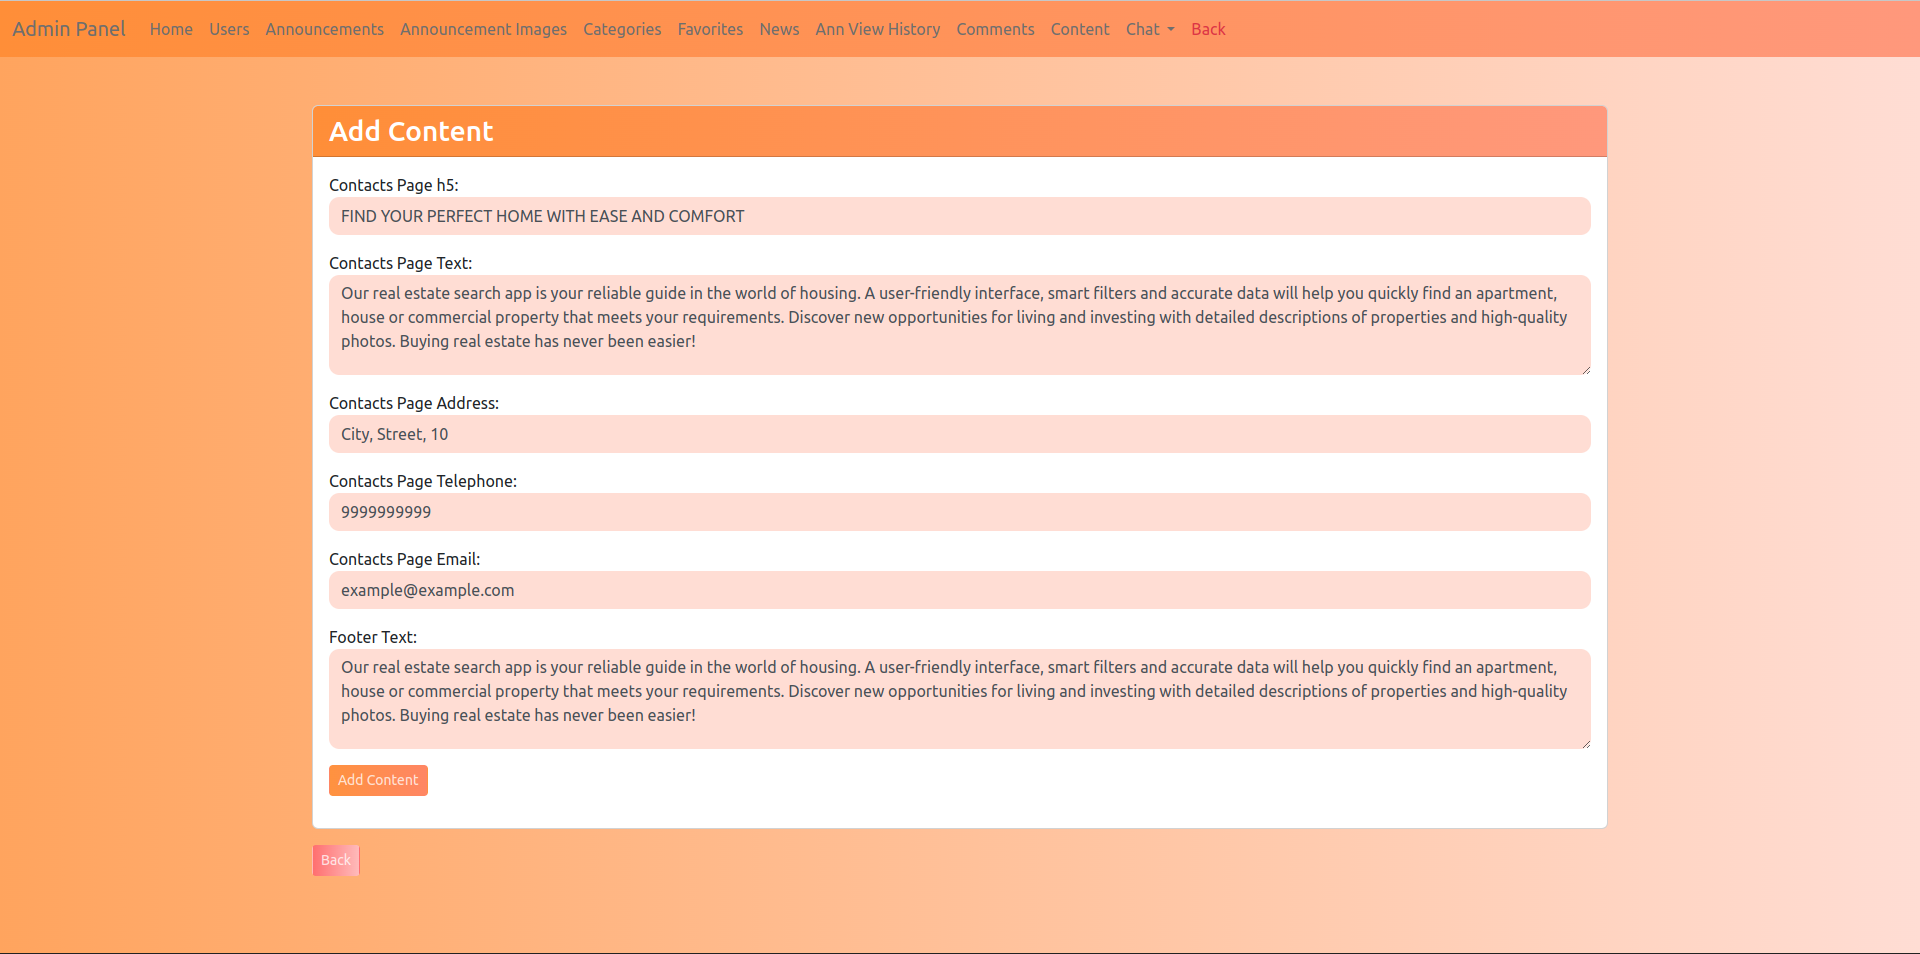 Admin Panel Home Users Announcements Announcement Images Categories Favorites News Ann View History Comments Content Chat Back
Add Content
Contacts Page h5:
FIND YOUR PERFECT HOME WITH EASE AND COMFORT
Contacts Page Text:
Our real estate search app is your reliable guide in the world of housing. A user-friendly interface, smart filters and accurate data will help you quickly find an apartment,
house or commercial property that meets your requirements. Discover new opportunities for living and investing with detailed descriptions of properties and high-quality
photos. Buying real estate has never been easier!
Contacts Page Address:
City, Street, 10
Contacts Page Telephone:
9999999999
Contacts Page Email:
example@example.com
Footer Text:
Our real estate search app is your reliable guide in the world of housing. A user-friendly interface, smart filters and accurate data will help you quickly find an apartment,
house or commercial property that meets your requirements. Discover new opportunities for living and investing with detailed descriptions of properties and high-quality
photos. Buying real estate has never been easier!
Add Content
Back